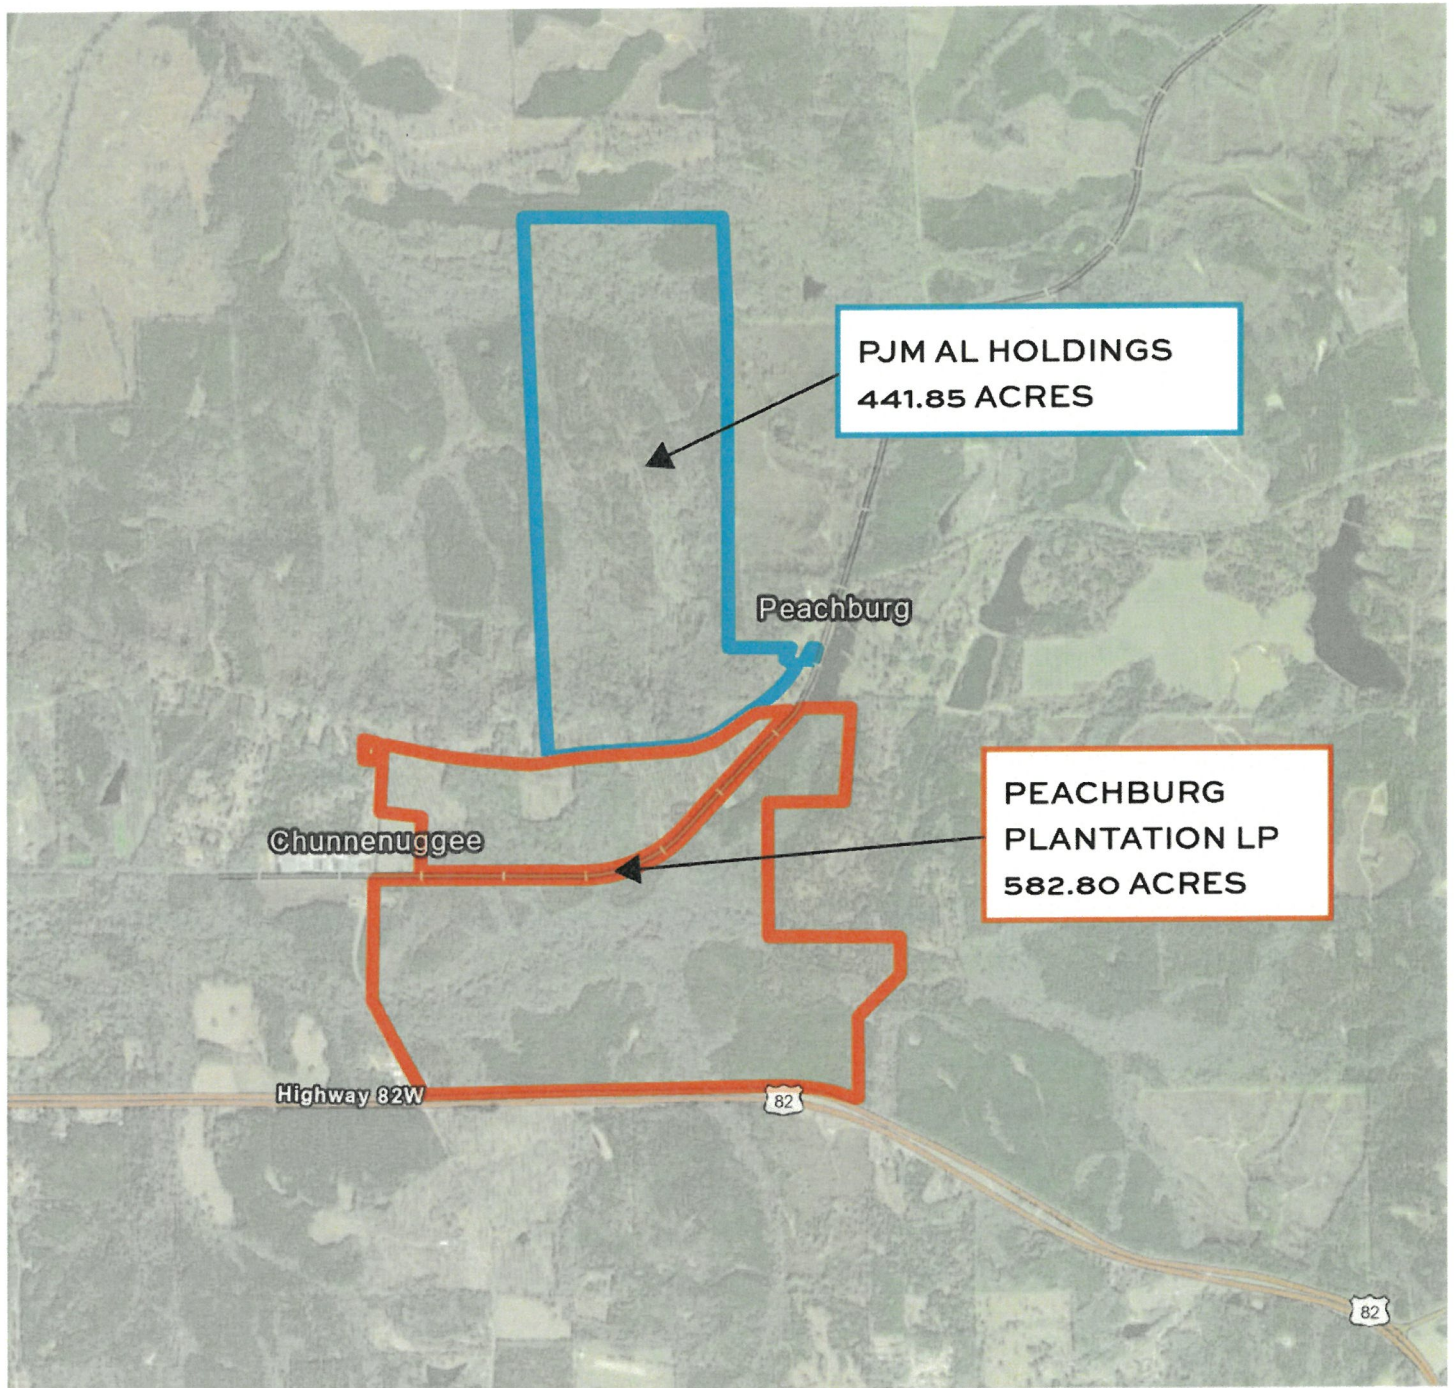 PJM AL HOLDINGS
441.85 ACRES
Peachburg
PEACHBURG
PLANTATION LP
582.80 ACRES
Chunnenuggee
Highway 82W
82
82